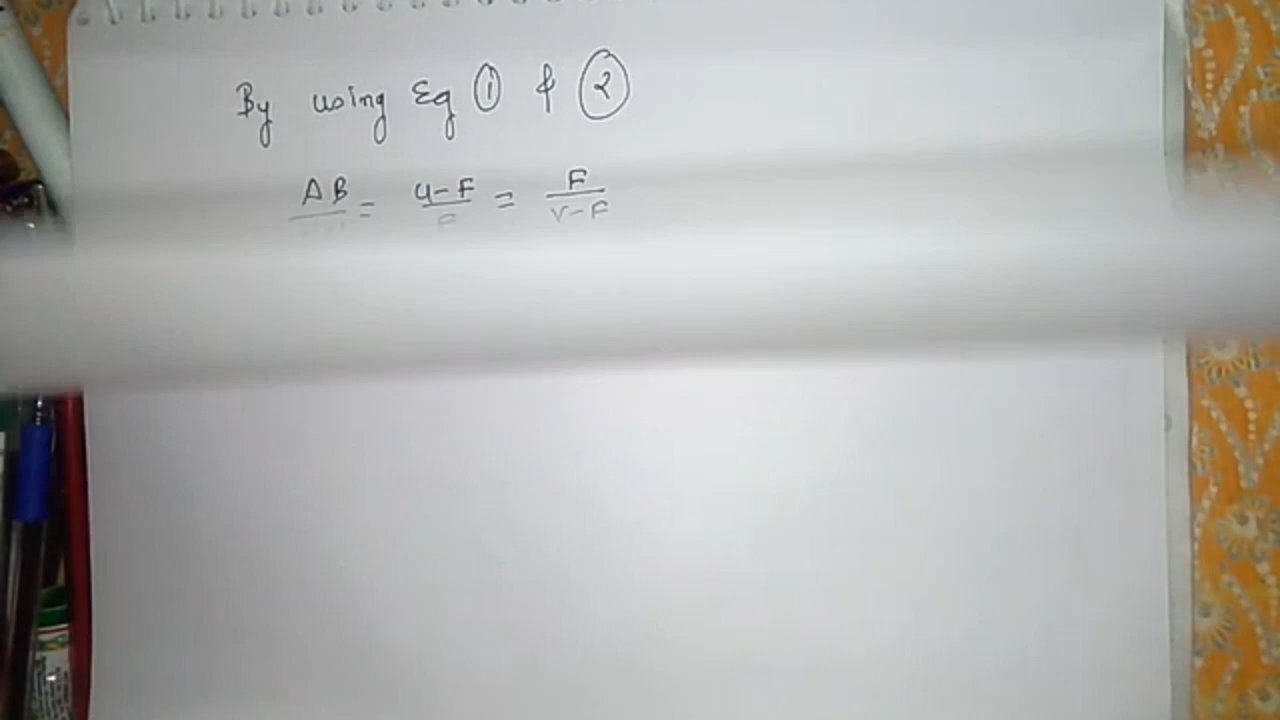 By using Eq ① & ②
AB = u-F = F
F v-F